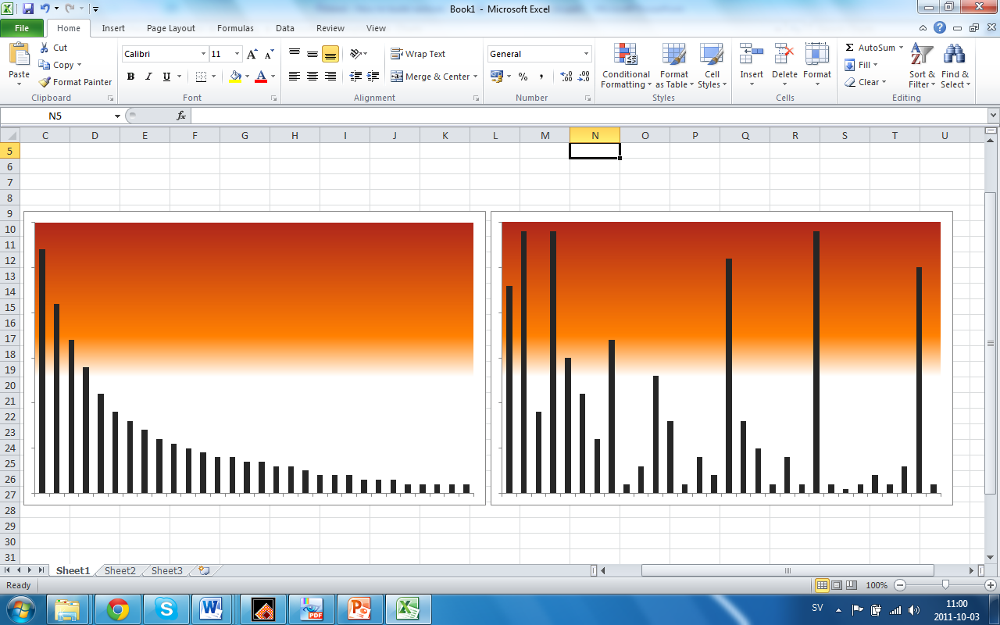 Book1 - Microsoft Excel
File Home Insert Page Layout Formulas Data Review View
Paste
Cut
Copy
Format Painter
Clipboard
Calibri 11
B I U A
Font
Wrap Text
Merge & Center
Alignment
General
% ,
Number
Conditional Formatting
Format as Table
Cell Styles
Styles
Insert Delete Format
Cells
Σ AutoSum
Fill
Clear
Sort & Filter
Find & Select
Editing
N5 fx
C D E F G H I J K L M N O P Q R S T U
5
6
7
8
9
10
11
12
13
14
15
16
17
18
19
20
21
22
23
24
25
26
27
28
29
30
31
Sheet1 Sheet2 Sheet3
Ready 100%
SV 11:00
2011-10-03